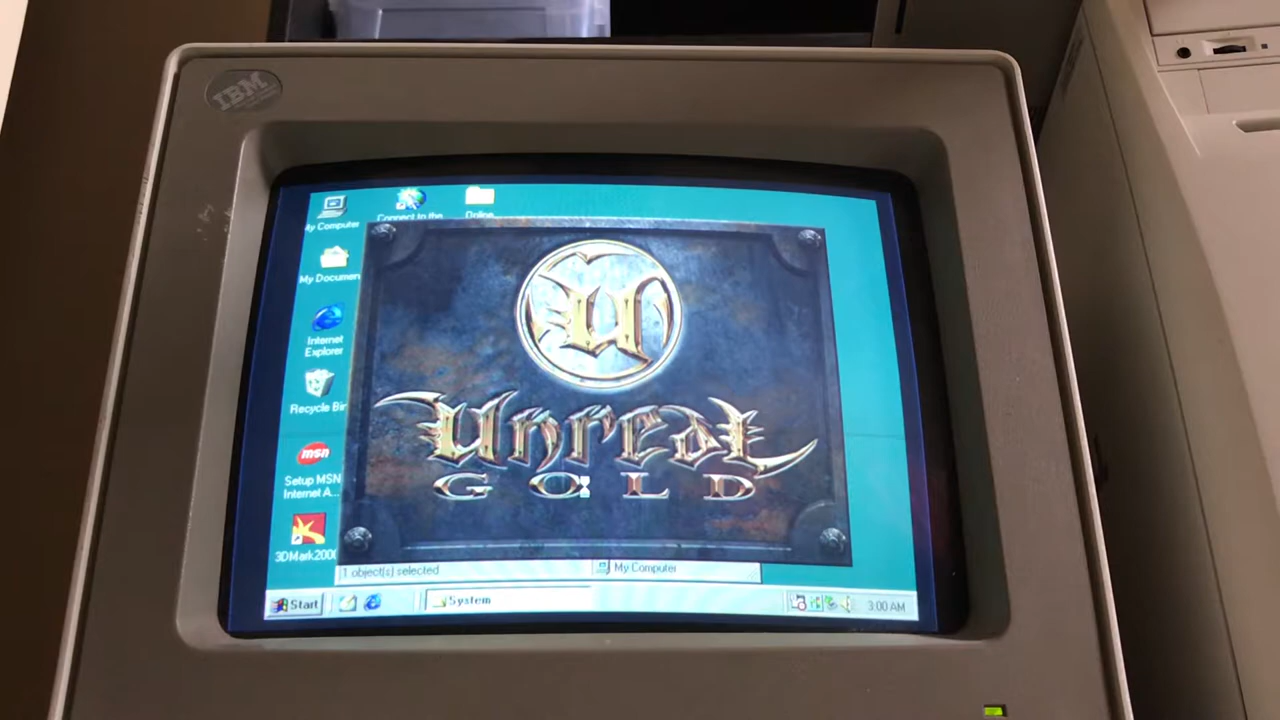 IBM
My Computer
Connect to the
Online
My Documen
Internet
Explorer
Recycle Bin
msn
Setup MSN
Internet A...
3DMark2000
U
Unreal
GOLD
1 object(s) selected
My Computer
Start
System
3:00 AM